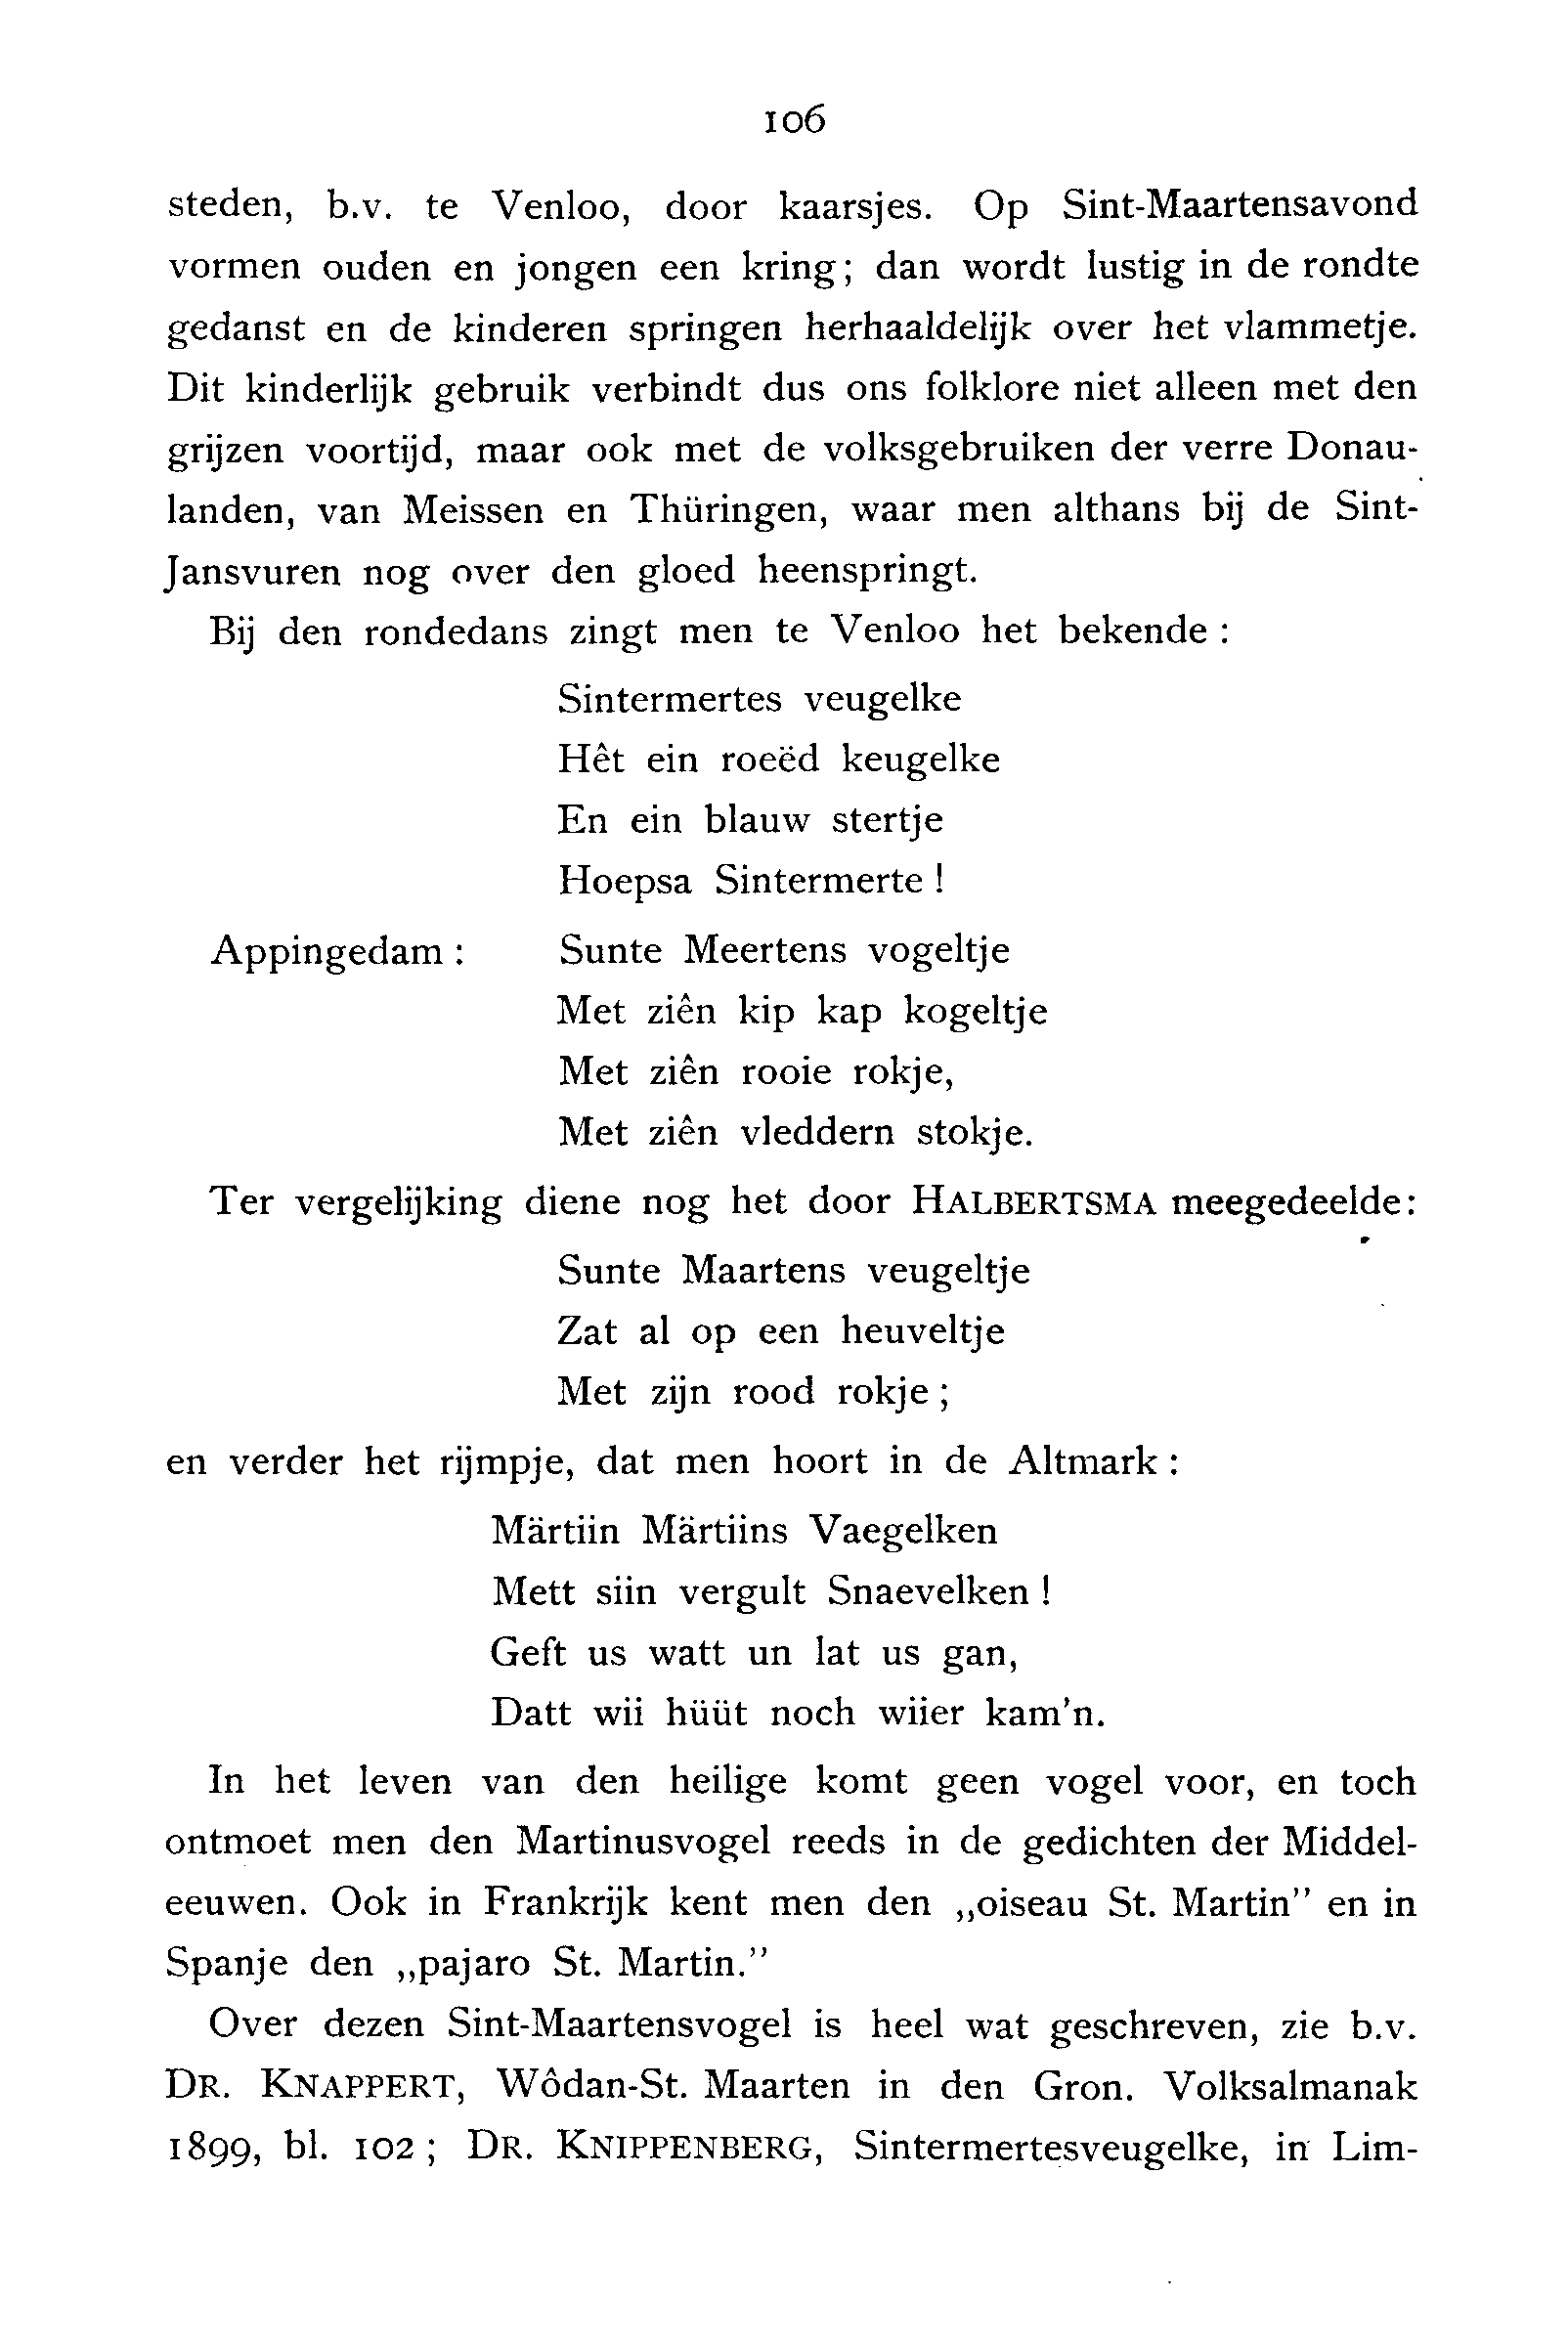 106
steden, b.v. te Venloo, door kaarsjes. Op Sint-Maartensavond
vormen ouden en jongen een kring; dan wordt lustig in de rondte
gedanst en de kinderen springen herhaaldelijk over het vlammetje.
Dit kinderlijk gebruik verbindt dus ons folklore niet alleen met den
grijzen voortijd, maar ook met de volksgebruiken der verre Donau-
landen, van Meissen en Thüringen, waar men althans bij de Sint-
Jansvuren nog over den gloed heenspringt.
Bij den rondedans zingt men te Venloo het bekende :
Sintermertes veugelke
Hêt ein roeëd keugelke
En ein blauw stertje
Hoepsa Sintermerte !
Appingedam : Sunte Meertens vogeltje
Met ziên kip kap kogeltje
Met ziên rooie rokje,
Met ziên vleddern stokje.
Ter vergelijking diene nog het door HALBERTSMA meegedeelde:
Sunte Maartens veugeltje
Zat al op een heuveltje
Met zijn rood rokje ;
en verder het rijmpje, dat men hoort in de Altmark :
Märtiin Märtiins Vaegelken
Mett siin vergult Snaevelken !
Geft us watt un lat us gan,
Datt wii hüüt noch wiier kam'n.
In het leven van den heilige komt geen vogel voor, en toch
ontmoet men den Martinusvogel reeds in de gedichten der Middel-
eeuwen. Ook in Frankrijk kent men den „oiseau St. Martin” en in
Spanje den „pajaro St. Martin.”
Over dezen Sint-Maartensvogel is heel wat geschreven, zie b.v.
DR. KNAPPERT, Wôdan-St. Maarten in den Gron. Volksalmanak
1899, bl. 102 ; DR. KNIPPENBERG, Sintermertesveugelke, in Lim-